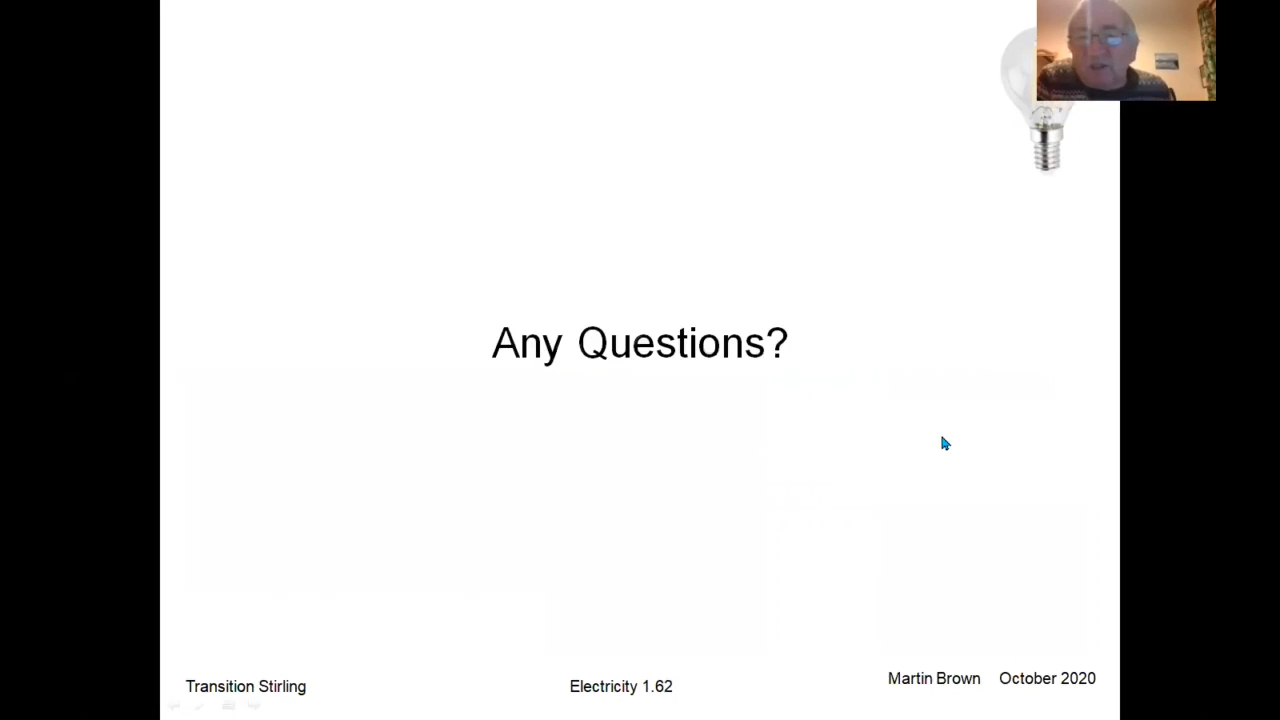 Any Questions?
Transition Stirling
Electricity 1.62
Martin Brown October 2020